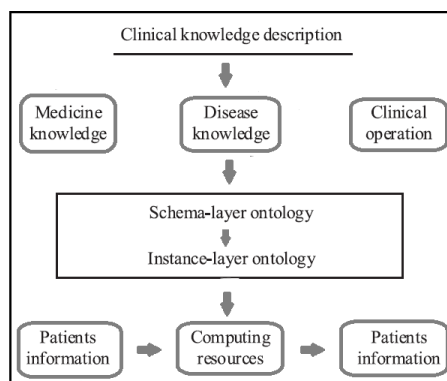 Clinical knowledge description
Medicine
knowledge
Disease
knowledge
Clinical
operation
Schema-layer ontology
Instance-layer ontology
Patients
information
Computing
resources
Patients
information